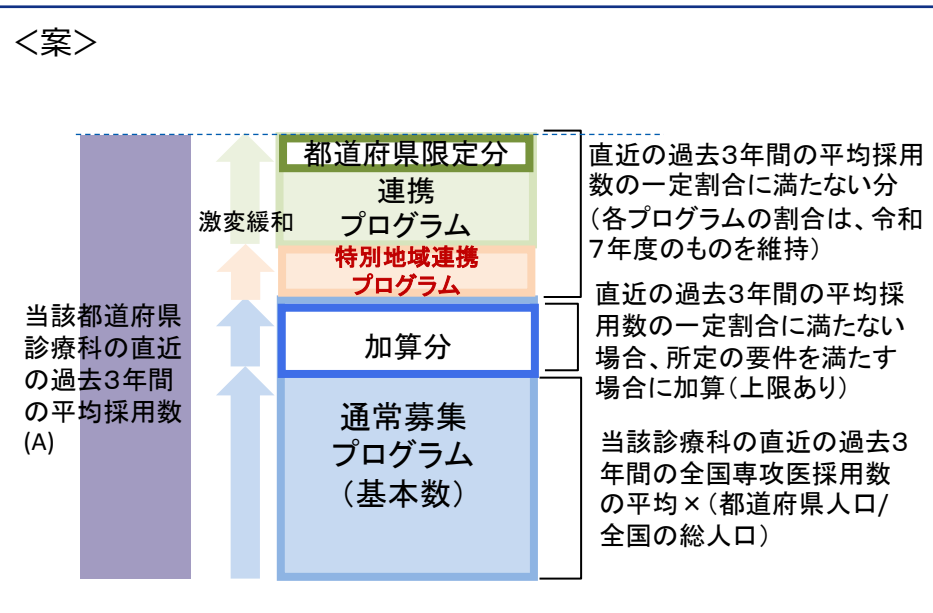 ＜案＞
都道府県限定分
連携
プログラム
激変緩和
特別地域連携
プログラム
加算分
通常募集
プログラム
（基本数）
当該都道府県
診療科の直近
の過去３年間
の平均採用数
(A)
直近の過去３年間の平均採用
数の一定割合に満たない分
（各プログラムの割合は、令和
７年度のものを維持）
直近の過去３年間の平均採
用数の一定割合に満たない
場合、所定の要件を満たす
場合に加算（上限あり）
当該診療科の直近の過去３
年間の全国専攻医採用数
の平均×（都道府県人口/
全国の総人口）